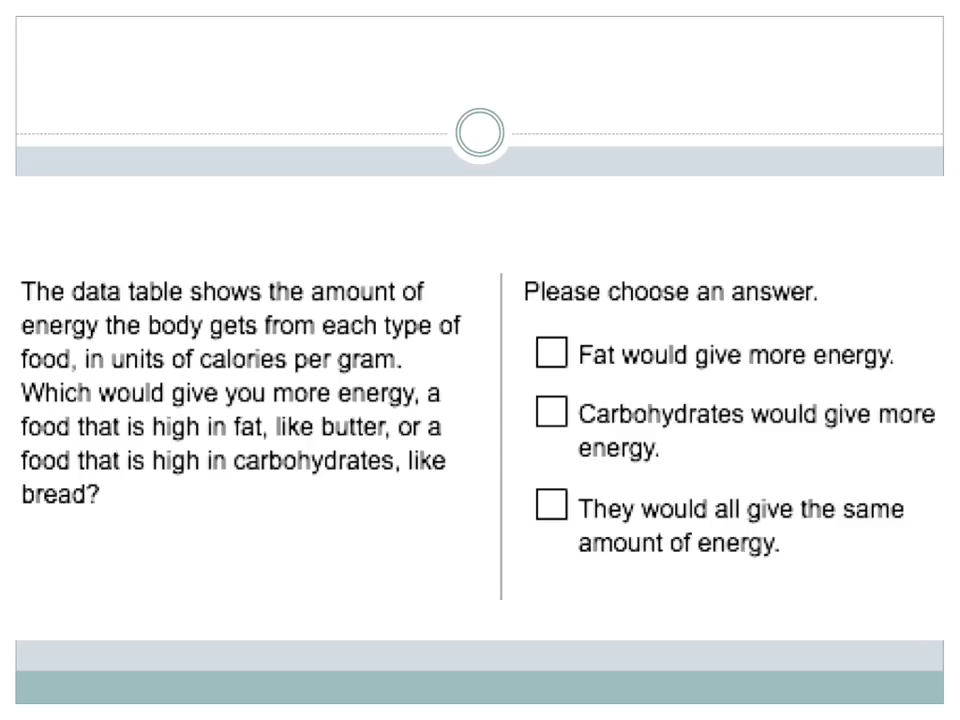 The data table shows the amount of
energy the body gets from each type of
food, in units of calories per gram.
Which would give you more energy, a
food that is high in fat, like butter, or a
food that is high in carbohydrates, like
bread?
Please choose an answer.
Fat would give more energy.
Carbohydrates would give more
energy.
They would all give the same
amount of energy.